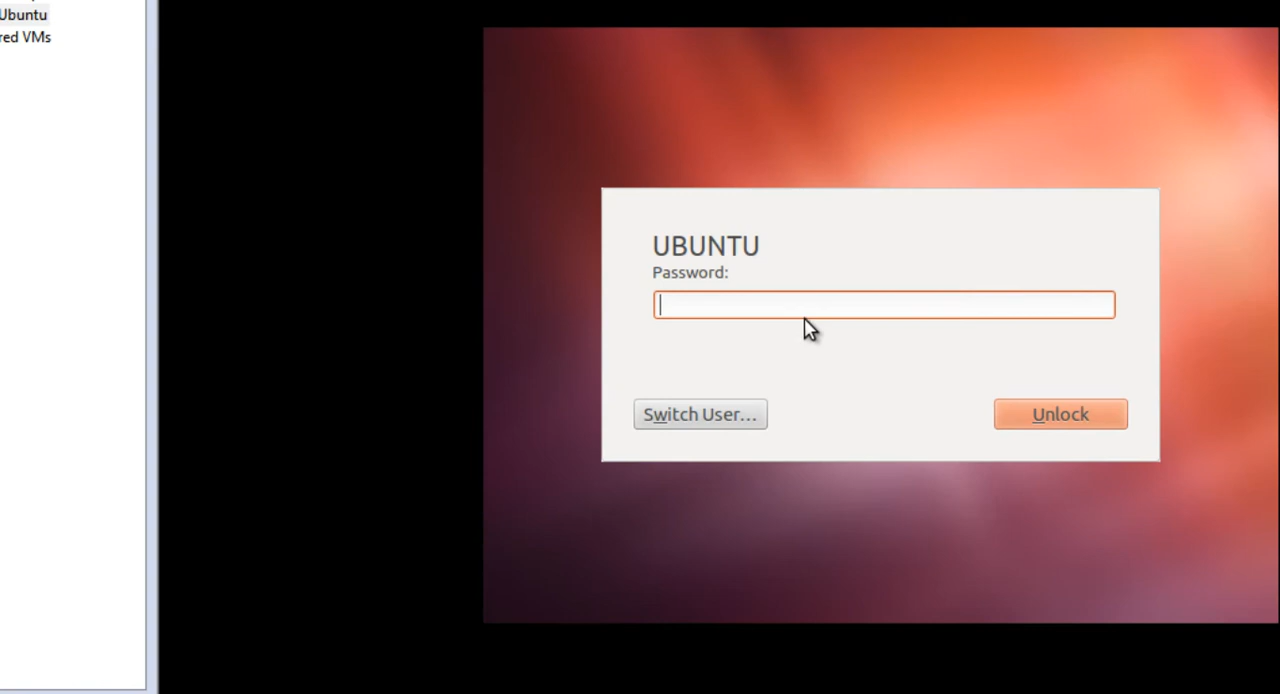 Ubuntu
red VMs
UBUNTU
Password:
Switch User...
Unlock